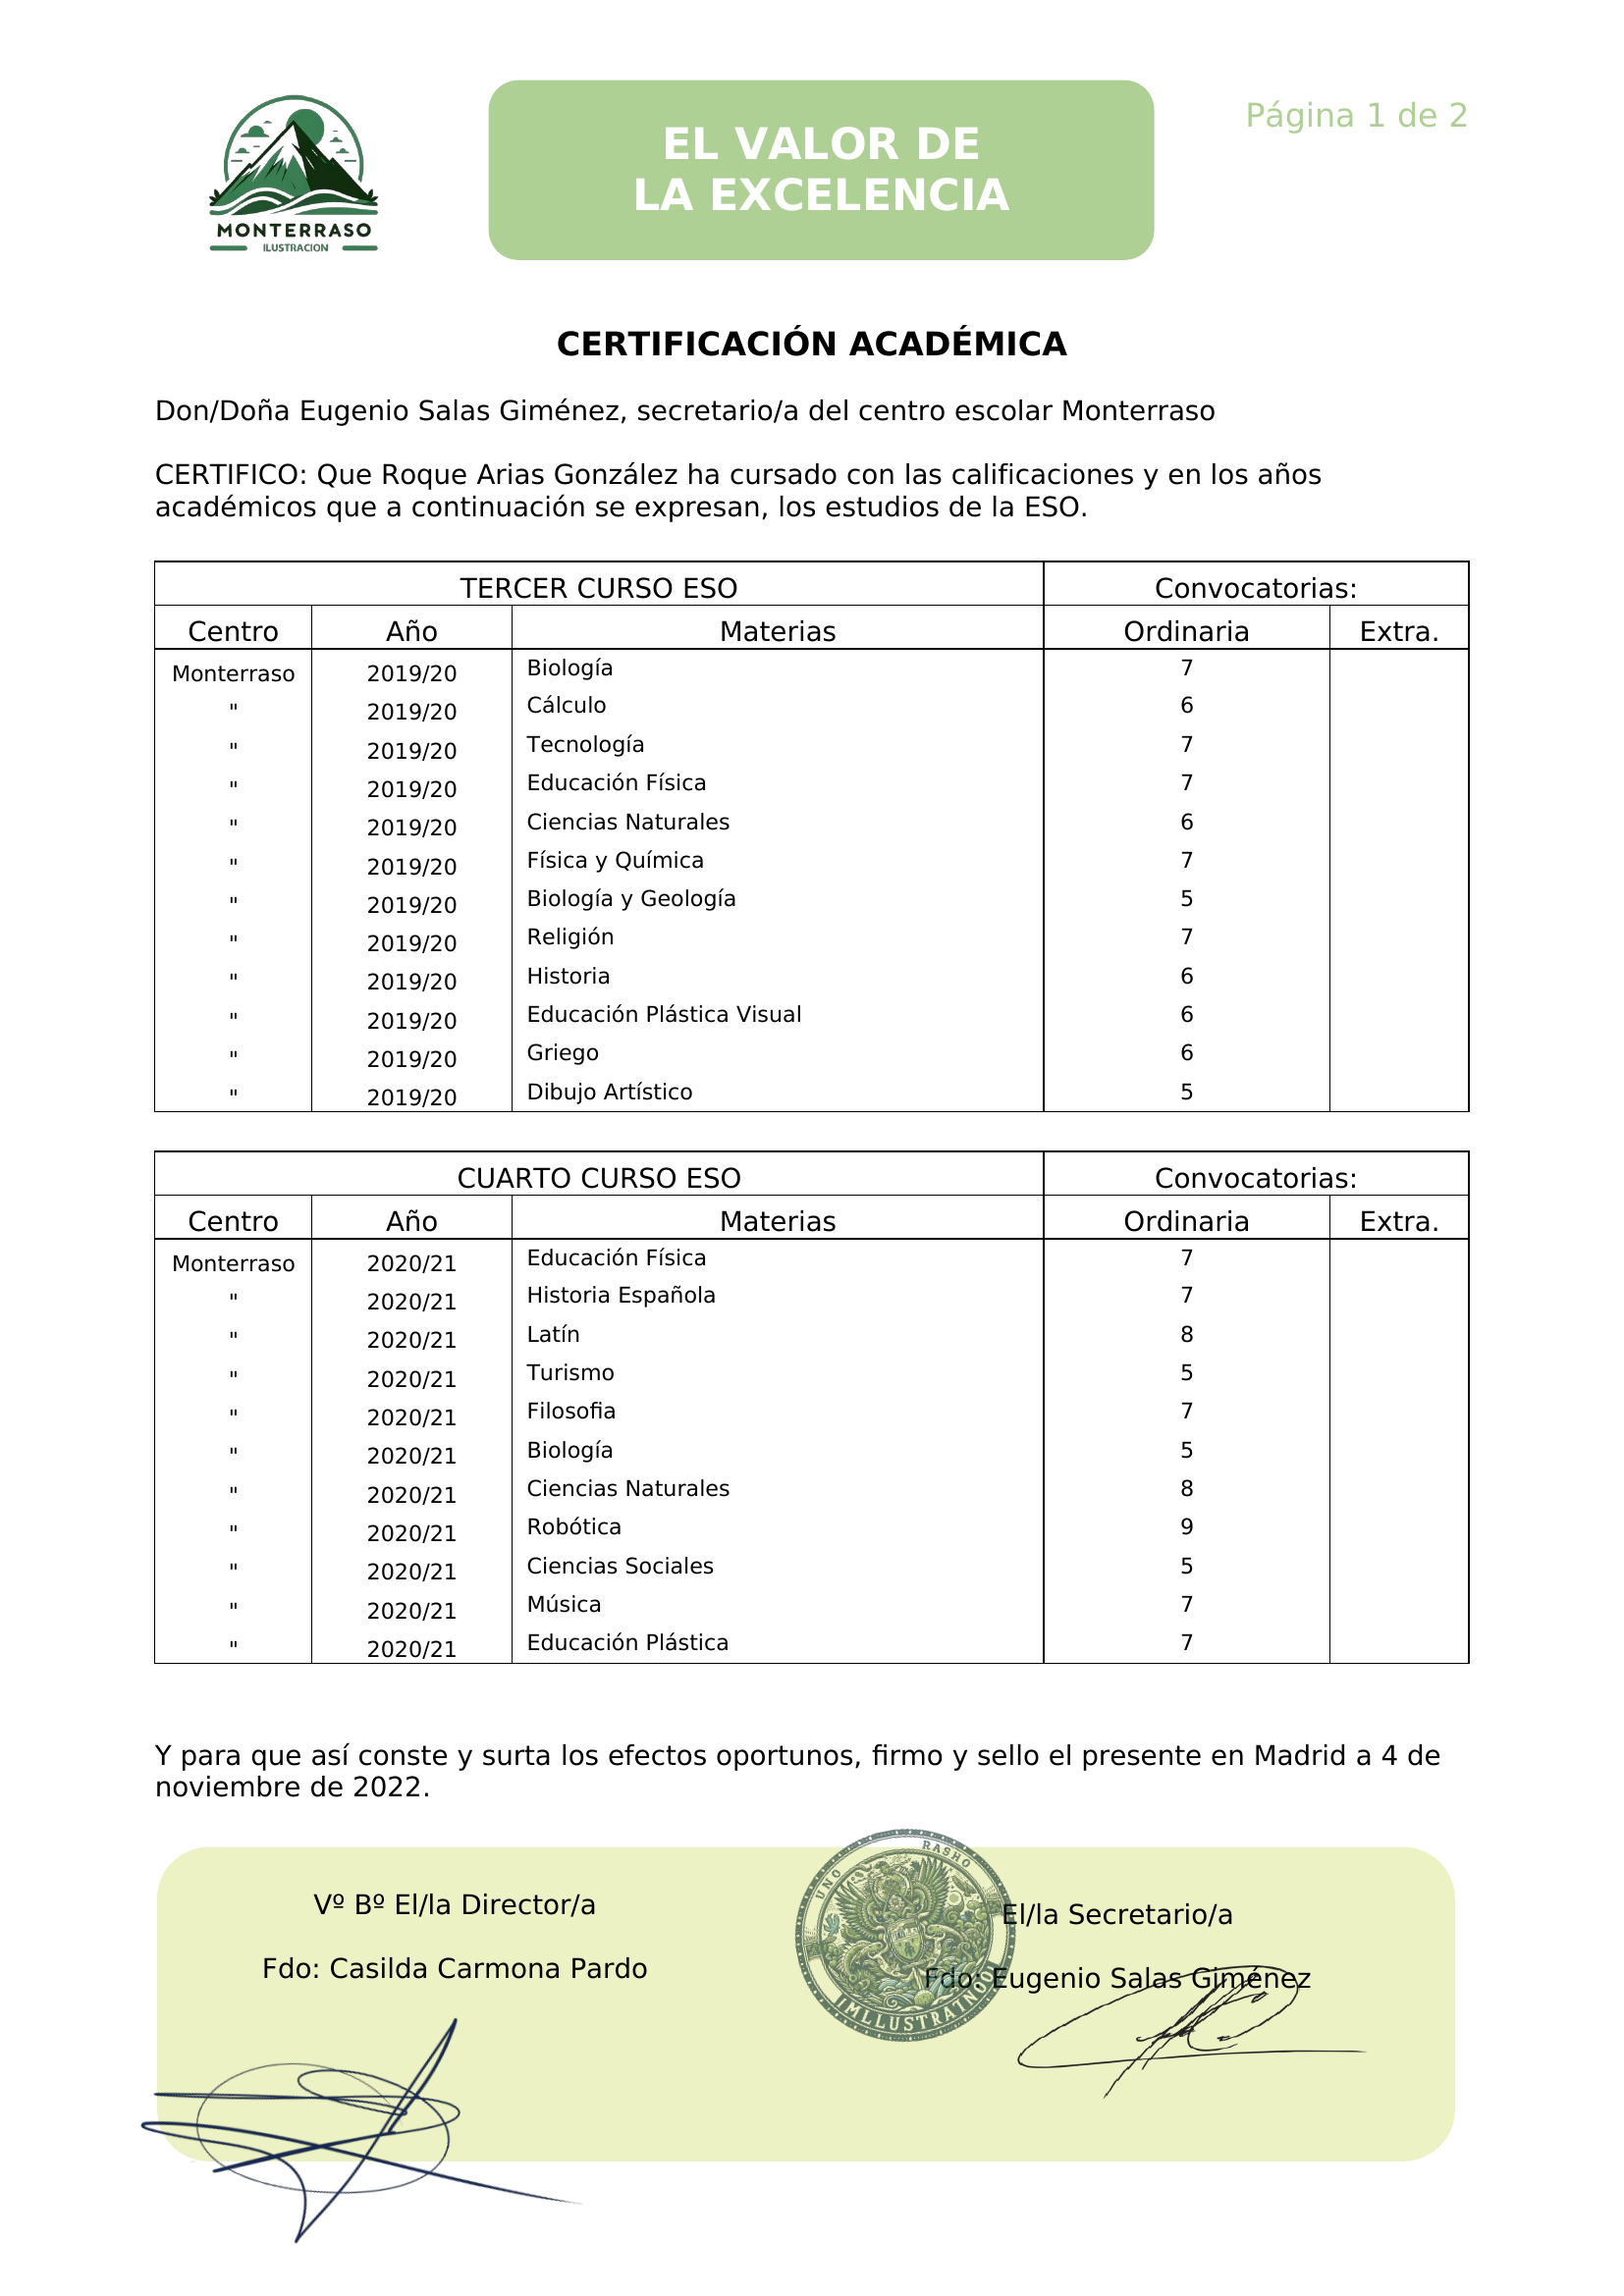 MONTERRASO
ILUSTRACION
EL VALOR DE
LA EXCELENCIA
Página 1 de 2
CERTIFICACIÓN ACADÉMICA
Don/Doña Eugenio Salas Giménez, secretario/a del centro escolar Monterraso
CERTIFICO: Que Roque Arias González ha cursado con las calificaciones y en los años
académicos que a continuación se expresan, los estudios de la ESO.
TERCER CURSO ESO Convocatorias:
Centro Año Materias Ordinaria Extra.
Monterraso 2019/20 Biología 7
" 2019/20 Cálculo 6
" 2019/20 Tecnología 7
" 2019/20 Educación Física 7
" 2019/20 Ciencias Naturales 6
" 2019/20 Física y Química 7
" 2019/20 Biología y Geología 5
" 2019/20 Religión 7
" 2019/20 Historia 6
" 2019/20 Educación Plástica Visual 6
" 2019/20 Griego 6
" 2019/20 Dibujo Artístico 5
CUARTO CURSO ESO Convocatorias:
Centro Año Materias Ordinaria Extra.
Monterraso 2020/21 Educación Física 7
" 2020/21 Historia Española 7
" 2020/21 Latín 8
" 2020/21 Turismo 5
" 2020/21 Filosofia 7
" 2020/21 Biología 5
" 2020/21 Ciencias Naturales 8
" 2020/21 Robótica 9
" 2020/21 Ciencias Sociales 5
" 2020/21 Música 7
" 2020/21 Educación Plástica 7
Y para que así conste y surta los efectos oportunos, firmo y sello el presente en Madrid a 4 de
noviembre de 2022.
Vº Bº El/la Director/a
Fdo: Casilda Carmona Pardo
UNO RASHO
IMLLUSTRATNOOI
El/la Secretario/a
Fdo: Eugenio Salas Giménez